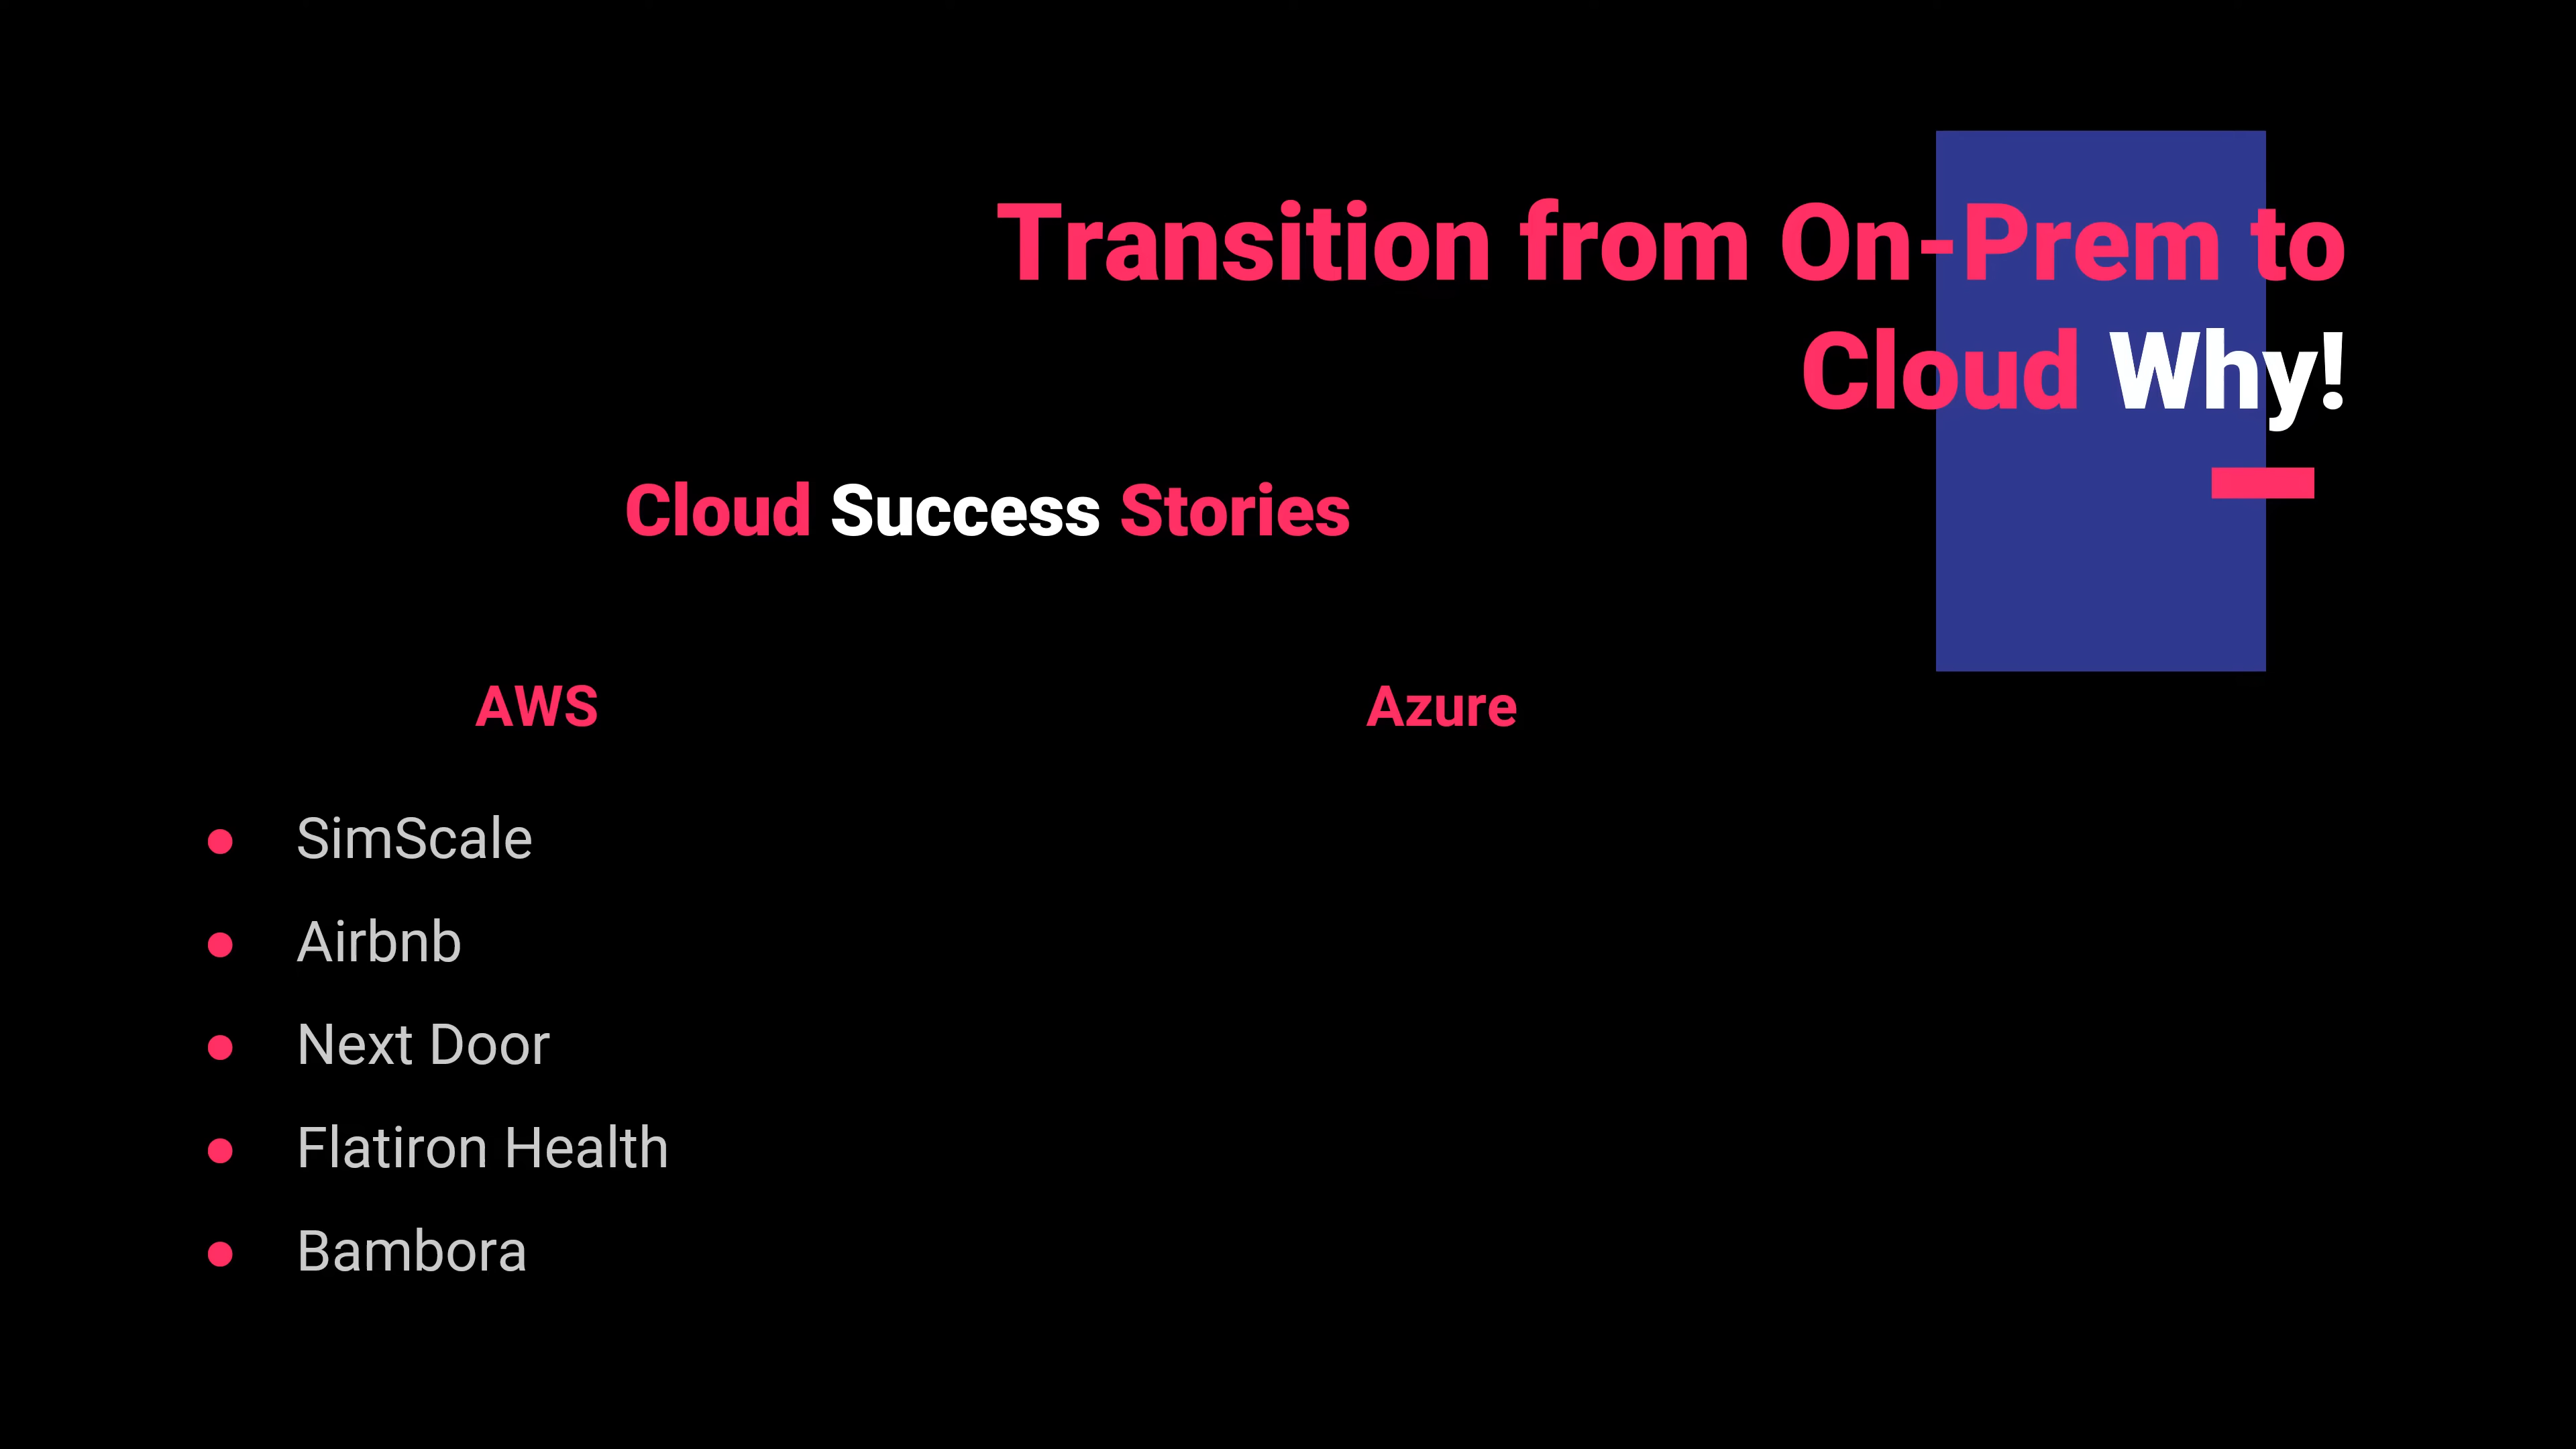 Transition from On-Prem to
Cloud Why!
Cloud Success Stories
AWS
SimScale
Airbnb
Next Door
Flatiron Health
Bambora
Azure